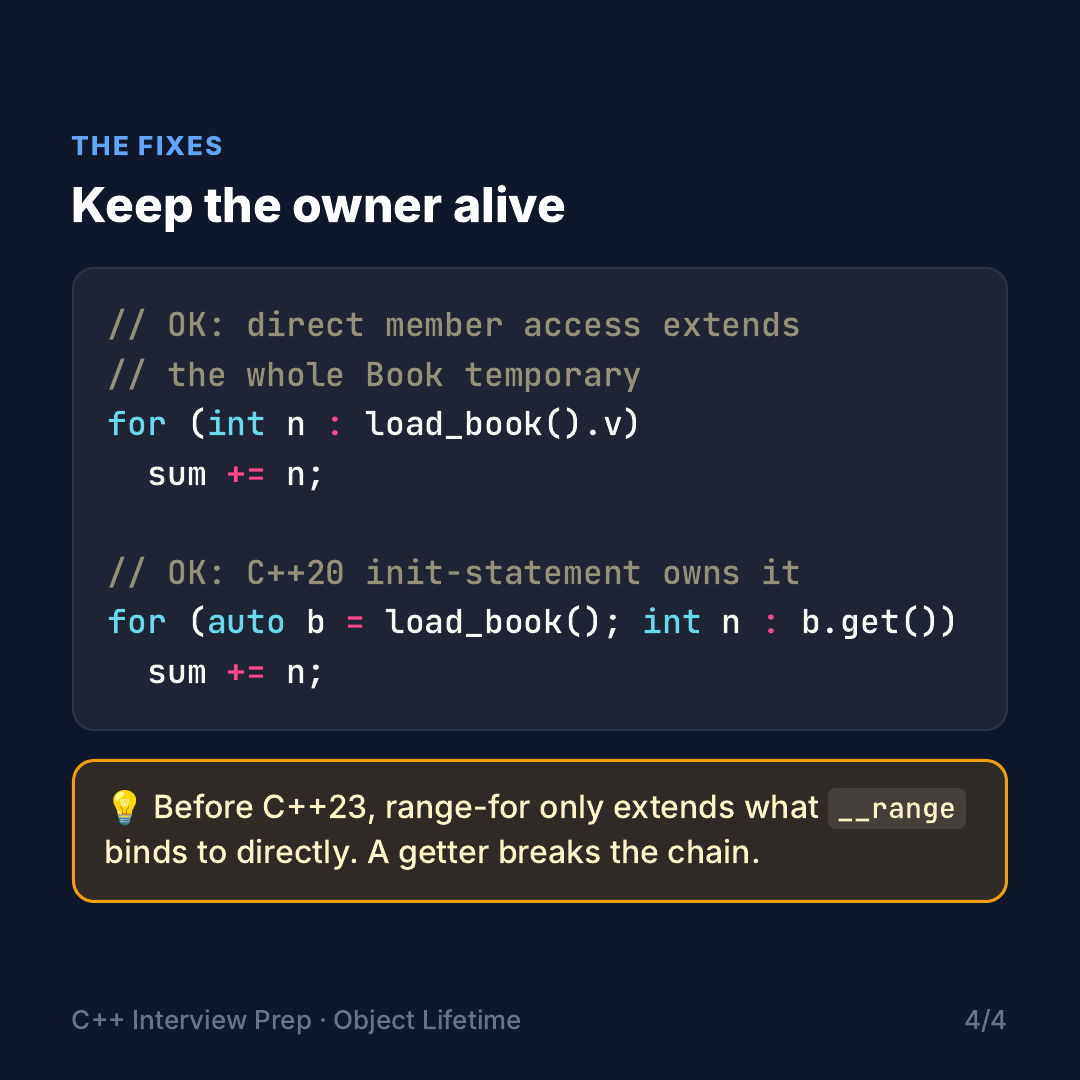 THE FIXES
Keep the owner alive
// OK: direct member access extends
// the whole Book temporary
for (int n : load_book().v)
  sum += n;

// OK: C++20 init-statement owns it
for (auto b = load_book(); int n : b.get())
  sum += n;
💡 Before C++23, range-for only extends what __range
binds to directly. A getter breaks the chain.
C++ Interview Prep · Object Lifetime
4/4